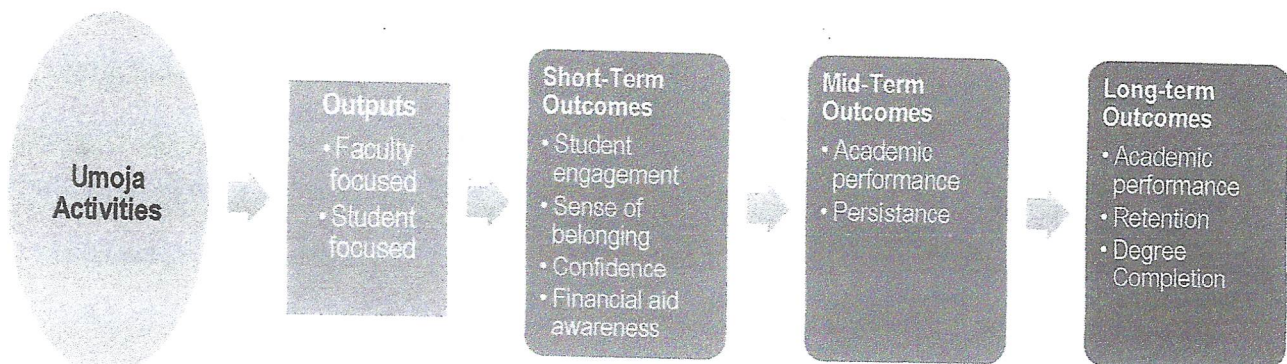 Umoja
Activities
Outputs
• Faculty
focused
• Student
focused
Short-Term
Outcomes
• Student
engagement
• Sense of
belonging
• Confidence
• Financial aid
awareness
Mid-Term
Outcomes
• Academic
performance
• Persistance
Long-term
Outcomes
• Academic
performance
• Retention
• Degree
Completion